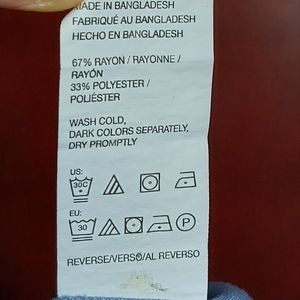 MADE IN BANGLADESH
FABRIQUÉ AU BANGLADESH
HECHO EN BANGLADESH
67% RAYON / RAYONNE /
RAYÓN
33% POLYESTER /
POLIÉSTER
WASH COLD,
DARK COLORS SEPARATELY,
DRY PROMPTLY
US:
30C
EU:
30
P
REVERSE/VERSO/AL REVERSO